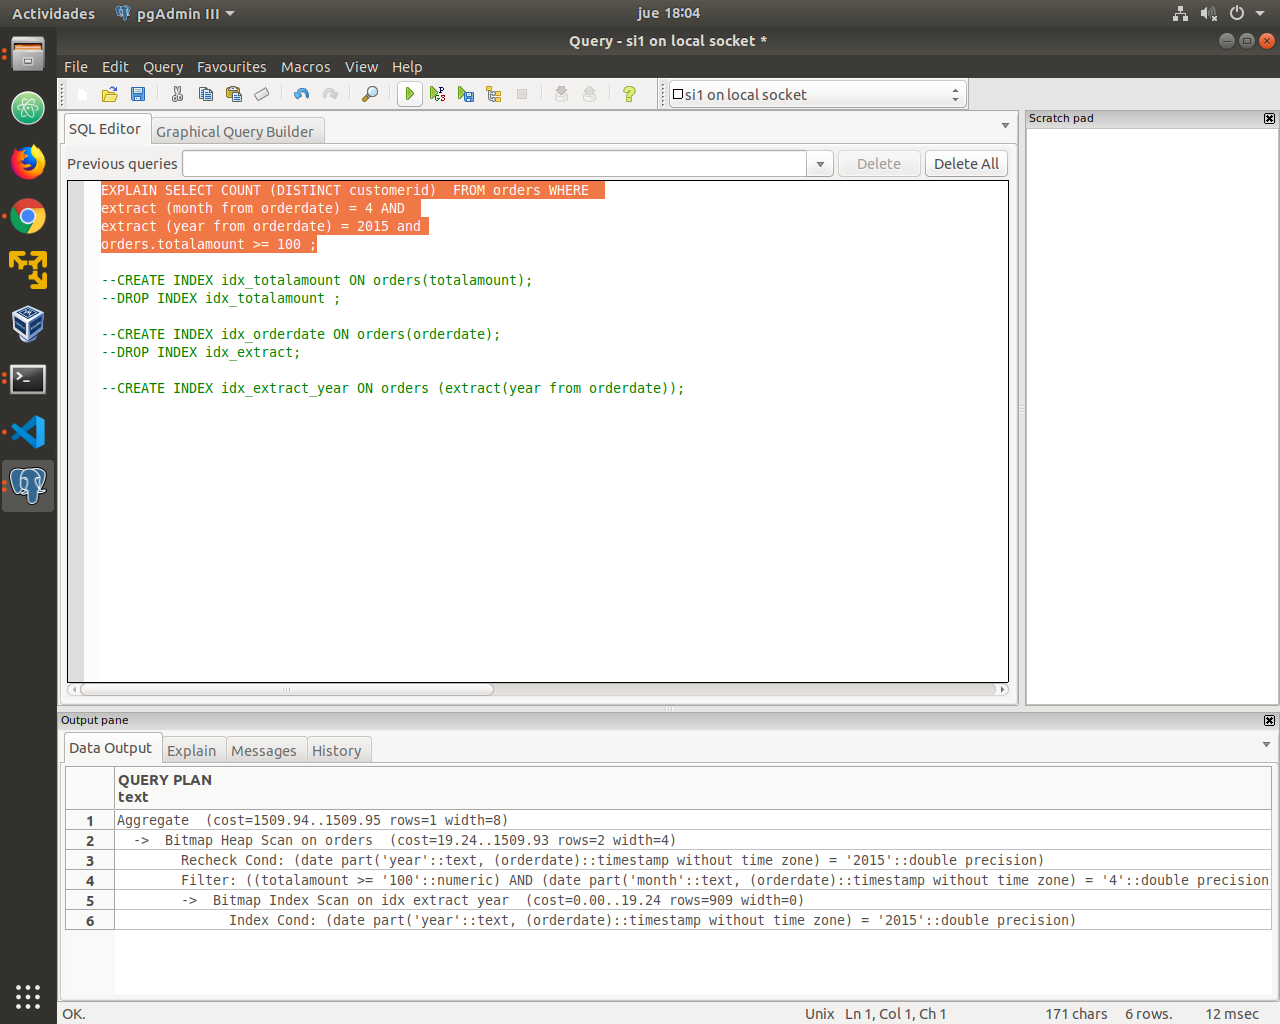 Actividades pgAdmin III jue 18:04
Query - si1 on local socket *
File Edit Query Favourites Macros View Help
si1 on local socket
SQL Editor Graphical Query Builder
Previous queries Delete Delete All
EXPLAIN SELECT COUNT (DISTINCT customerid)  FROM orders WHERE
extract (month from orderdate) = 4 AND
extract (year from orderdate) = 2015 and
orders.totalamount >= 100 ;
--CREATE INDEX idx_totalamount ON orders(totalamount);
--DROP INDEX idx_totalamount ;
--CREATE INDEX idx_orderdate ON orders(orderdate);
--DROP INDEX idx_extract;
--CREATE INDEX idx_extract_year ON orders (extract(year from orderdate));
Scratch pad
Output pane
Data Output Explain Messages History
QUERY PLAN
text
1 Aggregate  (cost=1509.94..1509.95 rows=1 width=8)
2 ->  Bitmap Heap Scan on orders  (cost=19.24..1509.93 rows=2 width=4)
3 Recheck Cond: (date part('year'::text, (orderdate)::timestamp without time zone) = '2015'::double precision)
4 Filter: ((totalamount >= '100'::numeric) AND (date part('month'::text, (orderdate)::timestamp without time zone) = '4'::double precision
5 ->  Bitmap Index Scan on idx extract year  (cost=0.00..19.24 rows=909 width=0)
6 Index Cond: (date part('year'::text, (orderdate)::timestamp without time zone) = '2015'::double precision)
OK. Unix Ln 1, Col 1, Ch 1 171 chars 6 rows. 12 msec